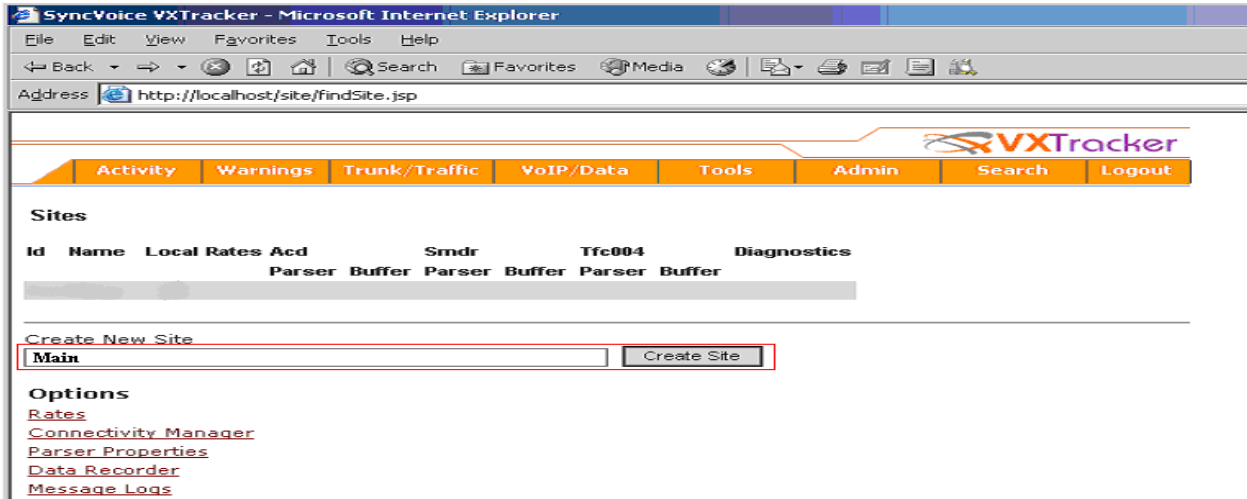 SyncVoice VXTracker - Microsoft Internet Explorer
File Edit View Favorites Tools Help
Back Search Favorites Media
Address http://localhost/site/findSite.jsp
VXTracker
Activity Warnings Trunk/Traffic VoIP/Data Tools Admin Search Logout
Sites
Id Name Local Rates Acd Smdr Tfc004 Diagnostics
Parser Buffer Parser Buffer Parser Buffer
Create New Site
Main Create Site
Options
Rates
Connectivity Manager
Parser Properties
Data Recorder
Message Logs